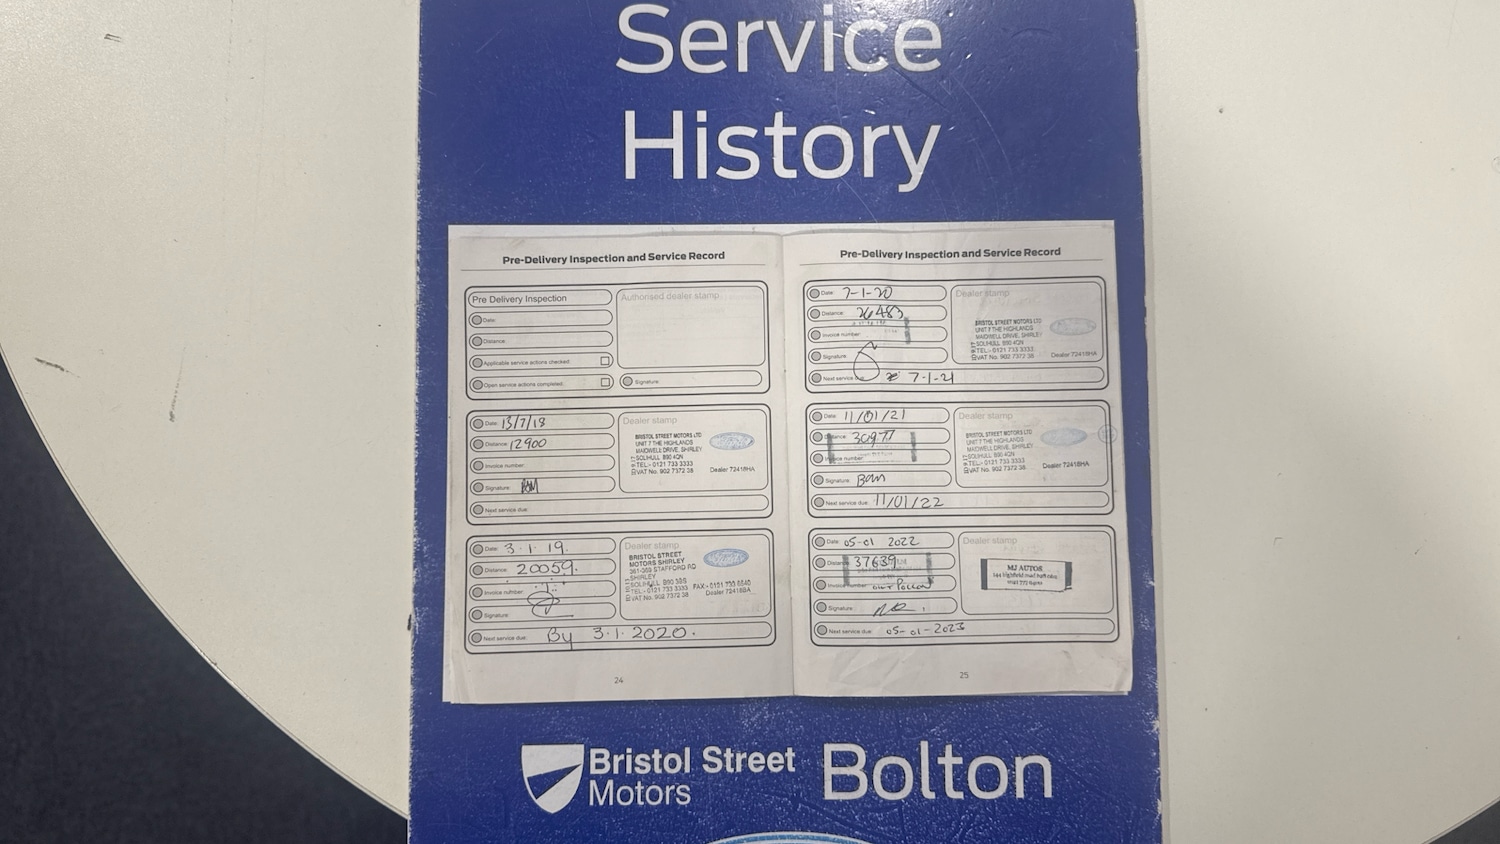 Service
History
Pre-Delivery Inspection and Service Record
Pre Delivery Inspection
Date:
Distance:
Applicable service actions checked:
Open service actions completed:
Authorised dealer stamp
Signature:
Date: 13/7/18
Distance: 12900
Invoice number:
Signature:
Next service due:
Dealer stamp
BRISTOL STREET MOTORS LTD
UNIT 7 THE HIGHLANDS
MAIDWELL DRIVE, SHIRLEY
SOLIHULL B90 4QN
TEL:- 0121 733 3333
VAT No. 902 7372 38
Dealer 72418HA
Date: 3.1.19.
Distance: 20059.
Invoice number:
Signature:
Next service due: By 3.1.2020.
Dealer stamp
BRISTOL STREET
MOTORS SHIRLEY
361-369 STAFFORD RD
SHIRLEY
SOLIHULL B90 3BS
TEL:- 0121 733 3333 FAX:- 0121 733
VAT No. 902 7372 38
24
Pre-Delivery Inspection and Service Record
Date: 7-1-20
Distance: 26483
Invoice number:
Signature:
Next service 7-1-21
Dealer stamp
BRISTOL STREET MOTORS LTD
UNIT 7 THE HIGHLANDS
MAIDWELL DRIVE, SHIRLEY
SOLIHULL B90 4QN
TEL:- 0121 733 3333
VAT No. 902 7372 38
Dealer 72418HA
Date: 11/01/21
Distance: 30977
Invoice number:
Signature:
Next service due: 11/01/22
Dealer stamp
BRISTOL STREET MOTORS LTD
UNIT 7 THE HIGHLANDS
MAIDWELL DRIVE, SHIRLEY
SOLIHULL B90 4QN
TEL:- 0121 733 3333
VAT No. 902 7372 38
Dealer 72418HA
Date: 05-01 2022
Distance: 37639
Invoice number:
Signature:
Next service due: 05-01-2023
Dealer stamp
MJ AUTOS
25
Bristol Street
Motors
Bolton